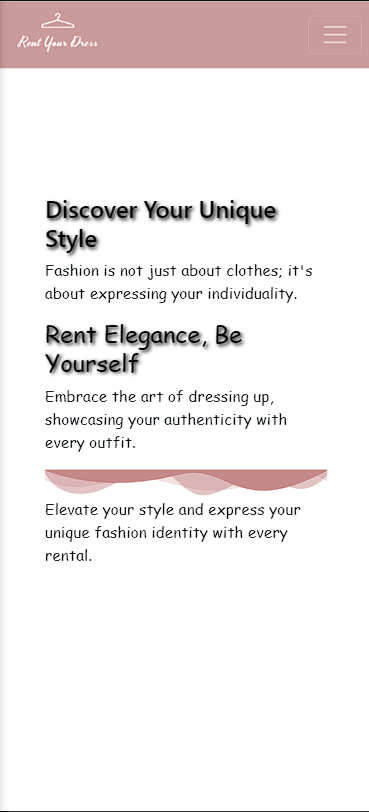 Rent Your Dress
Discover Your Unique
Style
Fashion is not just about clothes; it's
about expressing your individuality.
Rent Elegance, Be
Yourself
Embrace the art of dressing up,
showcasing your authenticity with
every outfit.
Elevate your style and express your
unique fashion identity with every
rental.